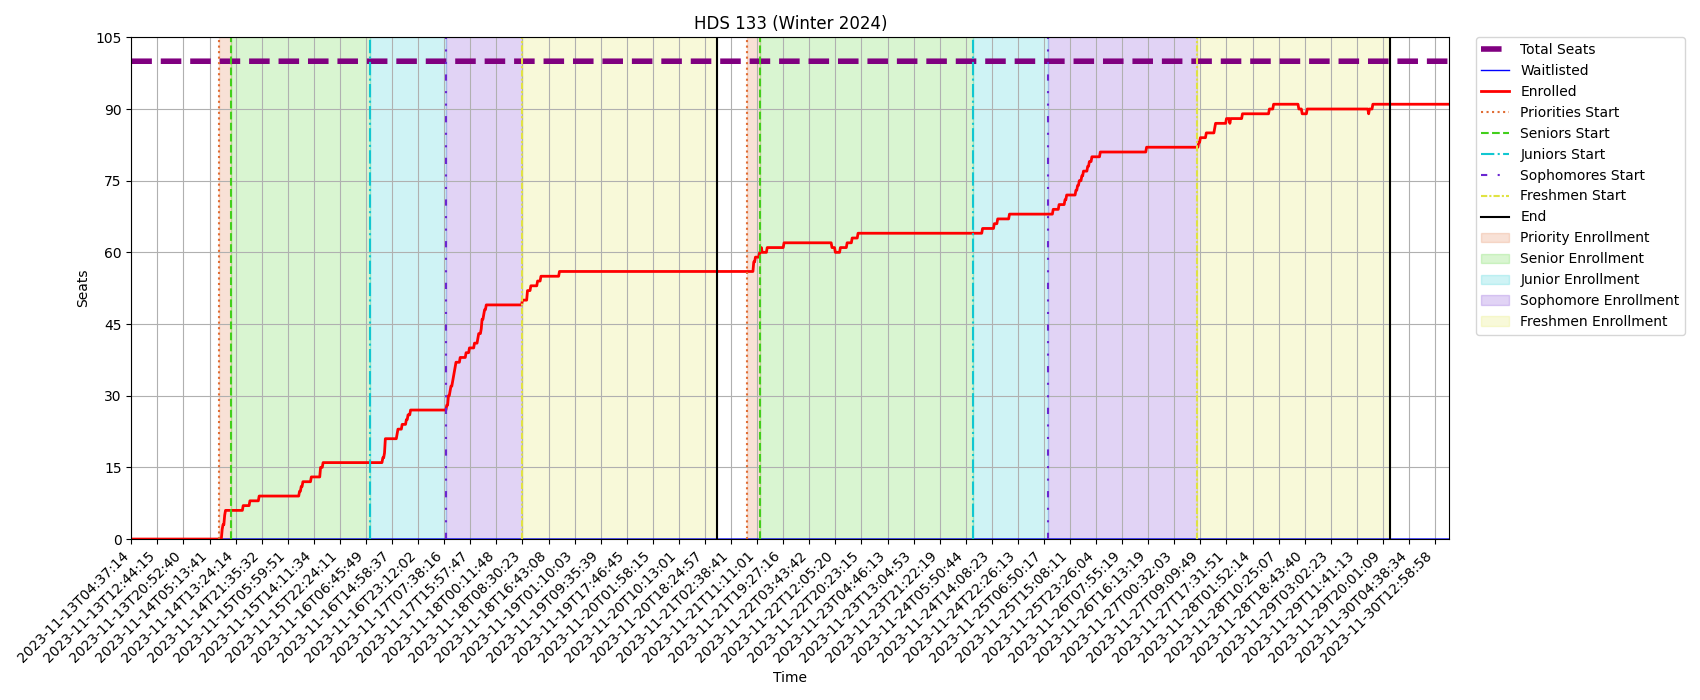 HDS 133 (Winter 2024)
105
90
75
60
45
30
15
0
Seats
2023-11-13T04:37:14
2023-11-13T12:44:15
2023-11-13T20:52:40
2023-11-14T05:13:41
2023-11-14T13:24:14
2023-11-14T21:35:32
2023-11-15T05:59:51
2023-11-15T14:11:34
2023-11-15T22:24:11
2023-11-16T06:45:49
2023-11-16T14:58:37
2023-11-16T23:12:02
2023-11-17T07:38:16
2023-11-17T15:57:47
2023-11-18T00:11:48
2023-11-18T08:30:23
2023-11-18T16:43:08
2023-11-19T01:10:03
2023-11-19T09:35:39
2023-11-19T17:46:45
2023-11-20T01:58:15
2023-11-20T10:13:01
2023-11-20T18:24:57
2023-11-21T02:38:41
2023-11-21T11:11:01
2023-11-21T19:27:16
2023-11-22T03:43:42
2023-11-22T12:05:20
2023-11-22T20:23:15
2023-11-23T04:46:13
2023-11-23T13:04:53
2023-11-23T21:22:19
2023-11-24T05:50:44
2023-11-24T14:08:23
2023-11-24T22:26:13
2023-11-25T06:50:17
2023-11-25T15:08:11
2023-11-25T23:26:04
2023-11-26T07:55:19
2023-11-26T16:13:19
2023-11-27T00:32:03
2023-11-27T09:09:49
2023-11-27T17:31:51
2023-11-28T01:52:14
2023-11-28T10:25:07
2023-11-28T18:43:40
2023-11-29T03:02:23
2023-11-29T11:41:13
2023-11-29T20:01:09
2023-11-30T04:38:34
2023-11-30T12:58:58
Time
Total Seats
Waitlisted
Enrolled
Priorities Start
Seniors Start
Juniors Start
Sophomores Start
Freshmen Start
End
Priority Enrollment
Senior Enrollment
Junior Enrollment
Sophomore Enrollment
Freshmen Enrollment